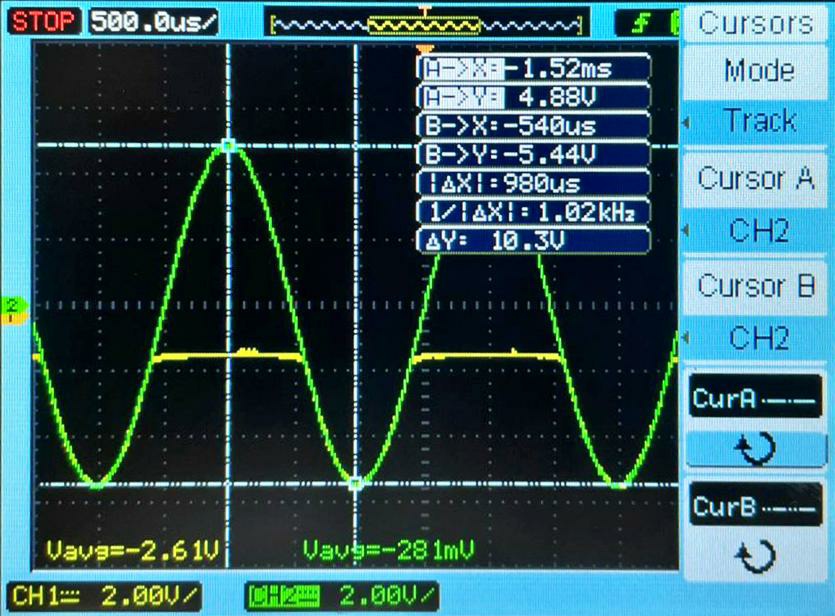 STOP 500.0us/
T
Cursors
Mode
Track
Cursor A
CH2
Cursor B
CH2
CurA
CurB
A->X=-1.52ms
A->Y= 4.88V
B->X:-540us
B->Y:-5.44V
|ΔX|:980us
1/|ΔX|:1.02kHz
ΔY: 10.3V
2
1
Vavg=-2.61V Vavg=-281mV
CH1 2.00V/ CH2 2.00V/